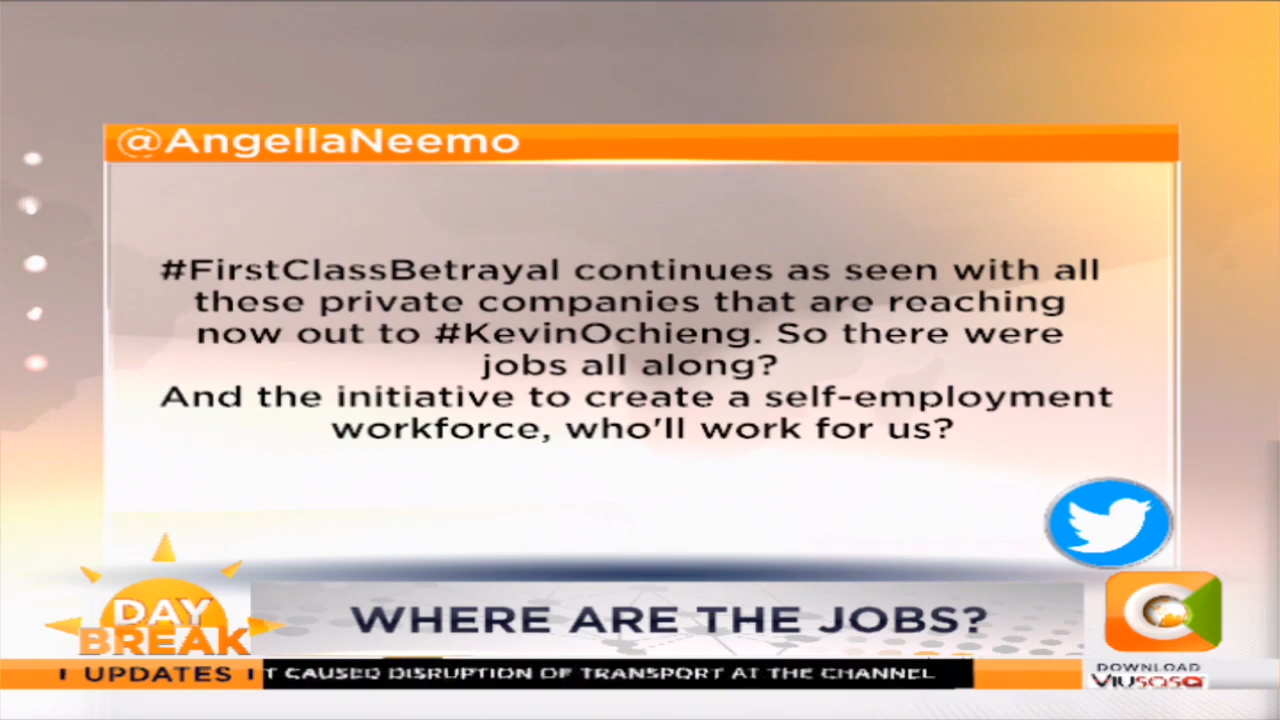 @AngellaNeemo
#FirstClassBetrayal continues as seen with all
these private companies that are reaching
now out to #KevinOchieng. So there were
jobs all along?
And the initiative to create a self-employment
workforce, who'll work for us?
DAY
BREAK
WHERE ARE THE JOBS?
UPDATES
T CAUSED DISRUPTION OF TRANSPORT AT THE CHANNEL
DOWNLOAD
Viusasa